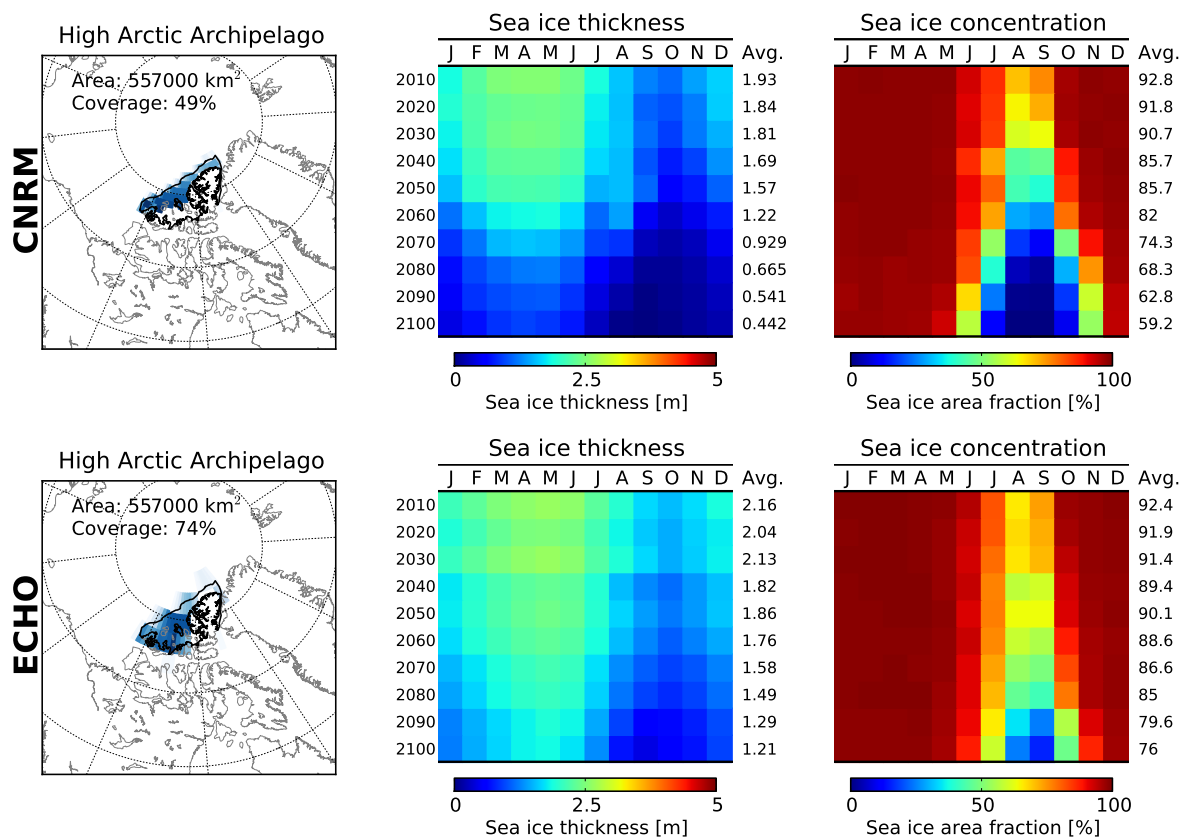 CNRM
High Arctic Archipelago
Area: 557000 km²
Coverage: 49%
Sea ice thickness
J F M A M J J A S O N D Avg.
2010 1.93
2020 1.84
2030 1.81
2040 1.69
2050 1.57
2060 1.22
2070 0.929
2080 0.665
2090 0.541
2100 0.442
0 2.5 5
Sea ice thickness [m]
Sea ice concentration
J F M A M J J A S O N D Avg.
92.8
91.8
90.7
85.7
85.7
82
74.3
68.3
62.8
59.2
0 50 100
Sea ice area fraction [%]
ECHO
High Arctic Archipelago
Area: 557000 km²
Coverage: 74%
Sea ice thickness
J F M A M J J A S O N D Avg.
2010 2.16
2020 2.04
2030 2.13
2040 1.82
2050 1.86
2060 1.76
2070 1.58
2080 1.49
2090 1.29
2100 1.21
0 2.5 5
Sea ice thickness [m]
Sea ice concentration
J F M A M J J A S O N D Avg.
92.4
91.9
91.4
89.4
90.1
88.6
86.6
85
79.6
76
0 50 100
Sea ice area fraction [%]